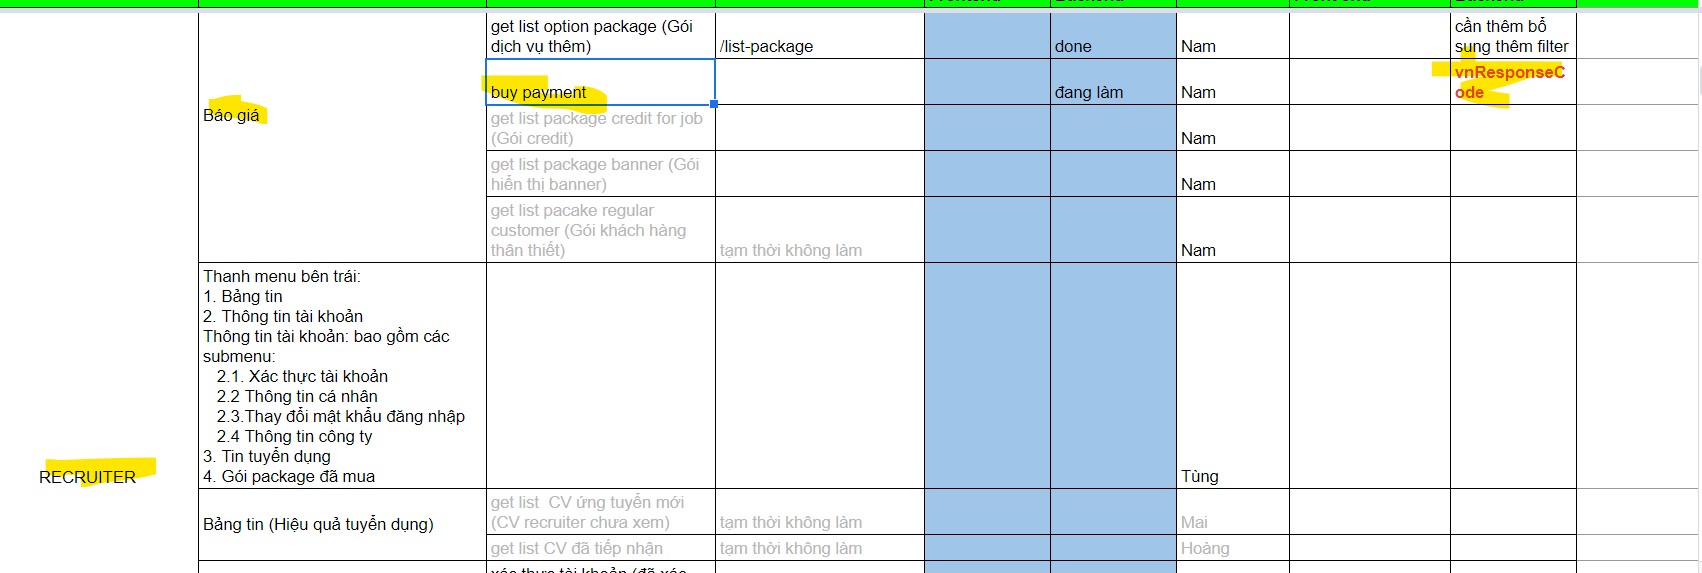 get list option package (Gói
dịch vụ thêm)
/list-package
done
Nam
cần thêm bổ
sung thêm filter
Báo giá
buy payment
đang làm
Nam
vnResponseC
ode
get list package credit for job
(Gói credit)
Nam
get list package banner (Gói
hiển thị banner)
Nam
get list pacake regular
customer (Gói khách hàng
thân thiết)
tạm thời không làm
Nam
RECRUITER
Thanh menu bên trái:
1. Bảng tin
2. Thông tin tài khoản
Thông tin tài khoản: bao gồm các
submenu:
2.1. Xác thực tài khoản
2.2 Thông tin cá nhân
2.3.Thay đổi mật khẩu đăng nhập
2.4 Thông tin công ty
3. Tin tuyển dụng
4. Gói package đã mua
Tùng
Bảng tin (Hiệu quả tuyển dụng)
get list  CV ứng tuyển mới
(CV recruiter chưa xem)
tạm thời không làm
Mai
get list CV đã tiếp nhận
tạm thời không làm
Hoàng